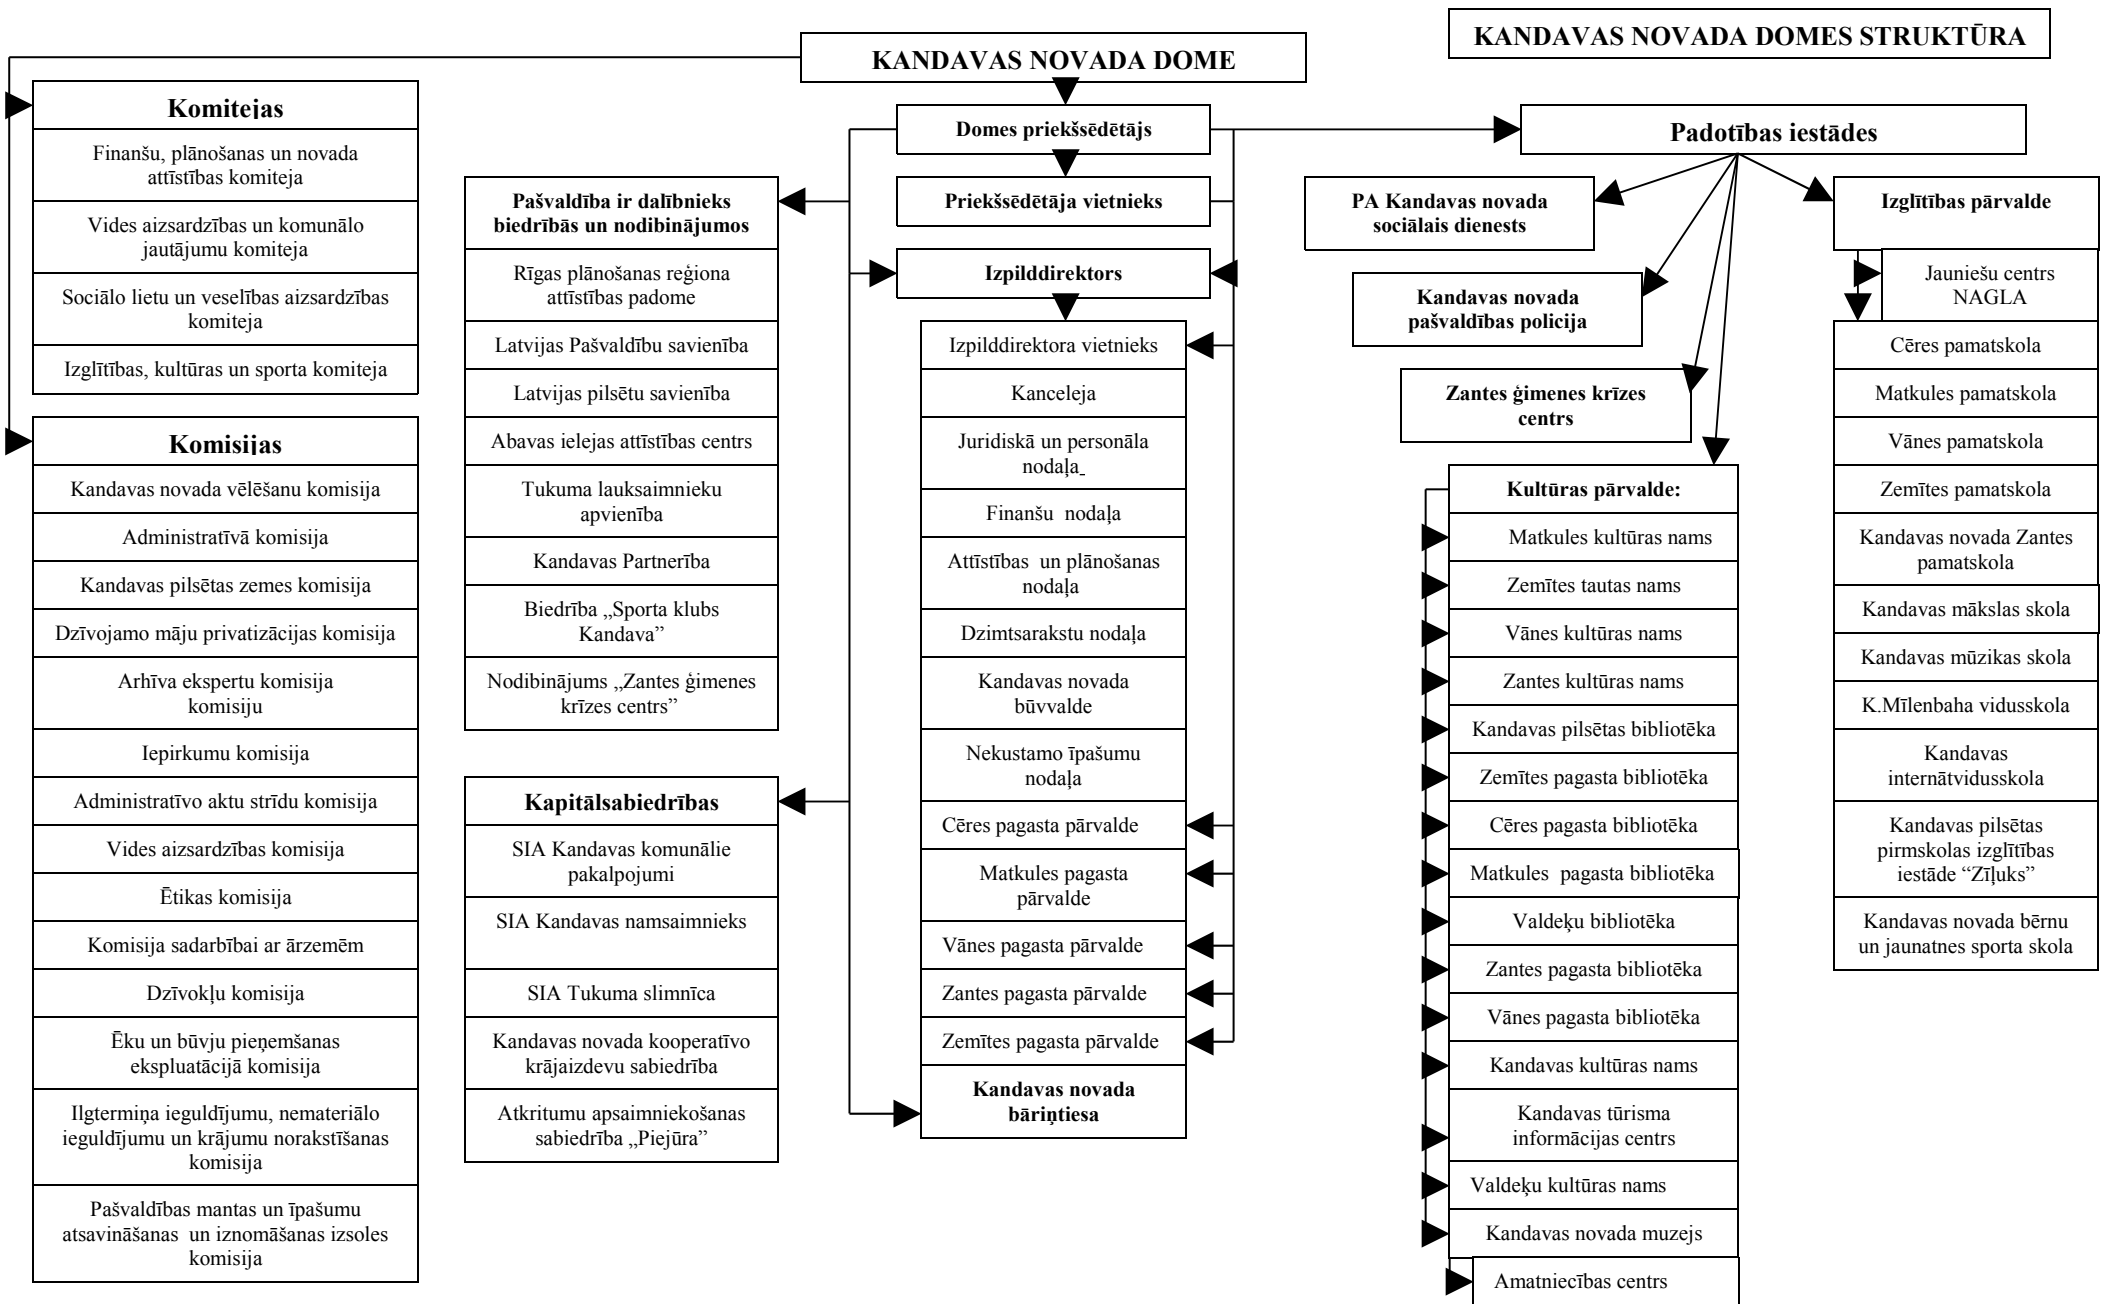 KANDAVAS NOVADA DOMES STRUKTŪRA
KANDAVAS NOVADA DOME
Komitejas
Finanšu, plānošanas un novada
attīstības komiteja
Vides aizsardzības un komunālo
jautājumu komiteja
Sociālo lietu un veselības aizsardzības
komiteja
Izglītības, kultūras un sporta komiteja
Komisijas
Kandavas novada vēlēšanu komisija
Administratīvā komisija
Kandavas pilsētas zemes komisija
Dzīvojamo māju privatizācijas komisija
Arhīva ekspertu komisija
komisiju
Iepirkumu komisija
Administratīvo aktu strīdu komisija
Vides aizsardzības komisija
Ētikas komisija
Komisija sadarbībai ar ārzemēm
Dzīvokļu komisija
Ēku un būvju pieņemšanas
ekspluatācijā komisija
Ilgtermiņa ieguldījumu, nemateriālo
ieguldījumu un krājumu norakstīšanas
komisija
Pašvaldības mantas un īpašumu
atsavināšanas  un iznomāšanas izsoles
komisija
Pašvaldība ir dalībnieks
biedrībās un nodibinājumos
Rīgas plānošanas reģiona
attīstības padome
Latvijas Pašvaldību savienība
Latvijas pilsētu savienība
Abavas ielejas attīstības centrs
Tukuma lauksaimnieku
apvienība
Kandavas Partnerība
Biedrība „Sporta klubs
Kandava”
Nodibinājums „Zantes ģimenes
krīzes centrs”
Kapitālsabiedrības
SIA Kandavas komunālie
pakalpojumi
SIA Kandavas namsaimnieks
SIA Tukuma slimnīca
Kandavas novada kooperatīvo
krājaizdevu sabiedrība
Atkritumu apsaimniekošanas
sabiedrība „Piejūra”
Domes priekšsēdētājs
Priekšsēdētāja vietnieks
Izpilddirektors
Izpilddirektora vietnieks
Kanceleja
Juridiskā un personāla
nodaļa
Finanšu  nodaļa
Attīstības  un plānošanas
nodaļa
Dzimtsarakstu nodaļa
Kandavas novada
būvvalde
Nekustamo īpašumu
nodaļa
Cēres pagasta pārvalde
Matkules pagasta
pārvalde
Vānes pagasta pārvalde
Zantes pagasta pārvalde
Zemītes pagasta pārvalde
Kandavas novada
bāriņtiesa
Padotības iestādes
PA Kandavas novada
sociālais dienests
Kandavas novada
pašvaldības policija
Zantes ģimenes krīzes
centrs
Kultūras pārvalde:
Matkules kultūras nams
Zemītes tautas nams
Vānes kultūras nams
Zantes kultūras nams
Kandavas pilsētas bibliotēka
Zemītes pagasta bibliotēka
Cēres pagasta bibliotēka
Matkules  pagasta bibliotēka
Valdeķu bibliotēka
Zantes pagasta bibliotēka
Vānes pagasta bibliotēka
Kandavas kultūras nams
Kandavas tūrisma
informācijas centrs
Valdeķu kultūras nams
Kandavas novada muzejs
Amatniecības centrs
Izglītības pārvalde
Jauniešu centrs
NAGLA
Cēres pamatskola
Matkules pamatskola
Vānes pamatskola
Zemītes pamatskola
Kandavas novada Zantes
pamatskola
Kandavas mākslas skola
Kandavas mūzikas skola
K.Mīlenbaha vidusskola
Kandavas
internātvidusskola
Kandavas pilsētas
pirmskolas izglītības
iestāde “Zīļuks”
Kandavas novada bērnu
un jaunatnes sporta skola